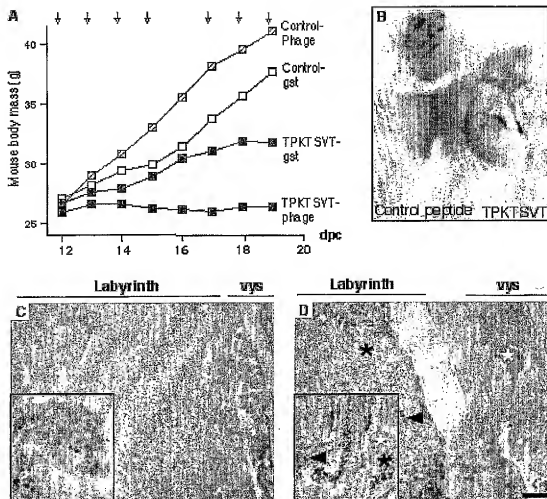 A
Mouse body mass [g]
40
35
30
25
12
14
16
18
20
dpc
Control-
Phage
Control-
gst
TPKTSVT-
gst
TPKTSVT-
phage
B
Control peptide TPKTSVT
Labyrinth vys
C
Labyrinth vys
D